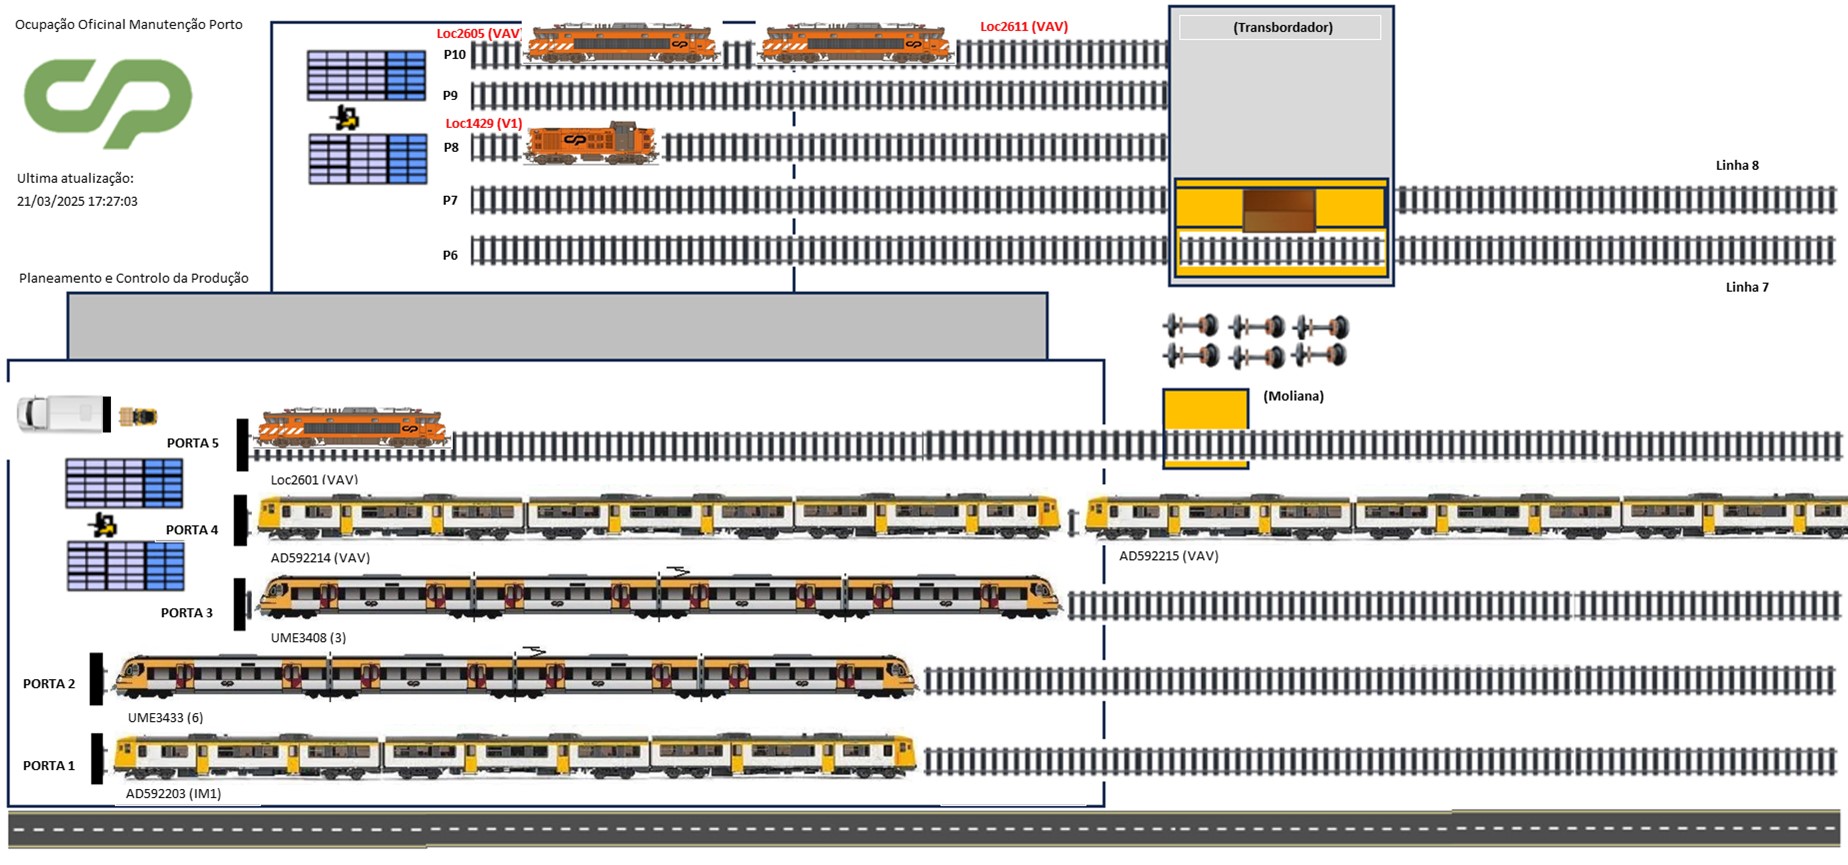 Ocupação Oficinal Manutenção Porto
Loc2605 (VAV)
Loc2611 (VAV)
(Transbordador)
P10
P9
Loc1429 (V1)
P8
Linha 8
Ultima atualização:
21/03/2025 17:27:03
P7
P6
Planeamento e Controlo da Produção
Linha 7
(Moliana)
PORTA 5
Loc2601 (VAV)
PORTA 4
AD592214 (VAV)
AD592215 (VAV)
PORTA 3
UME3408 (3)
PORTA 2
UME3433 (6)
PORTA 1
AD592203 (IM1)